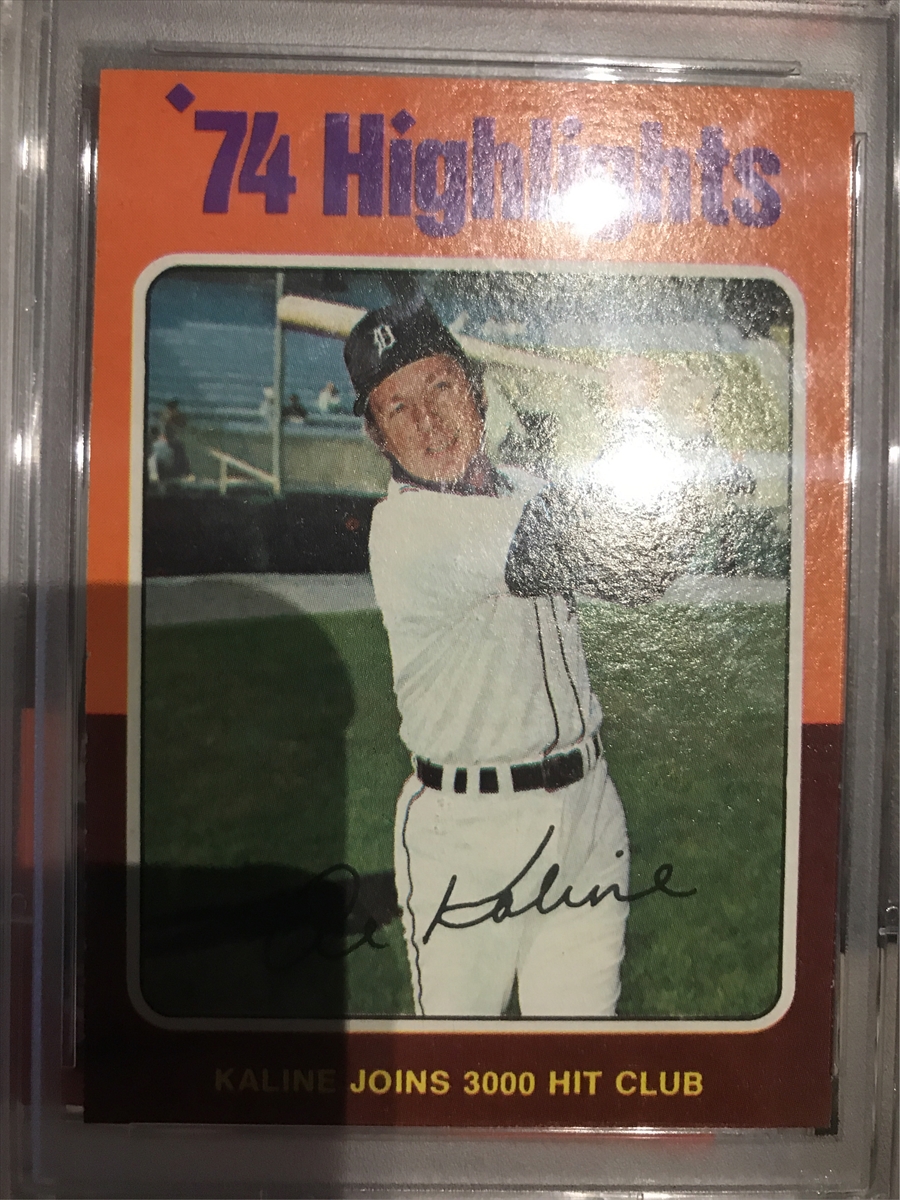 '74 Highlights
D
Al Kaline
KALINE JOINS 3000 HIT CLUB